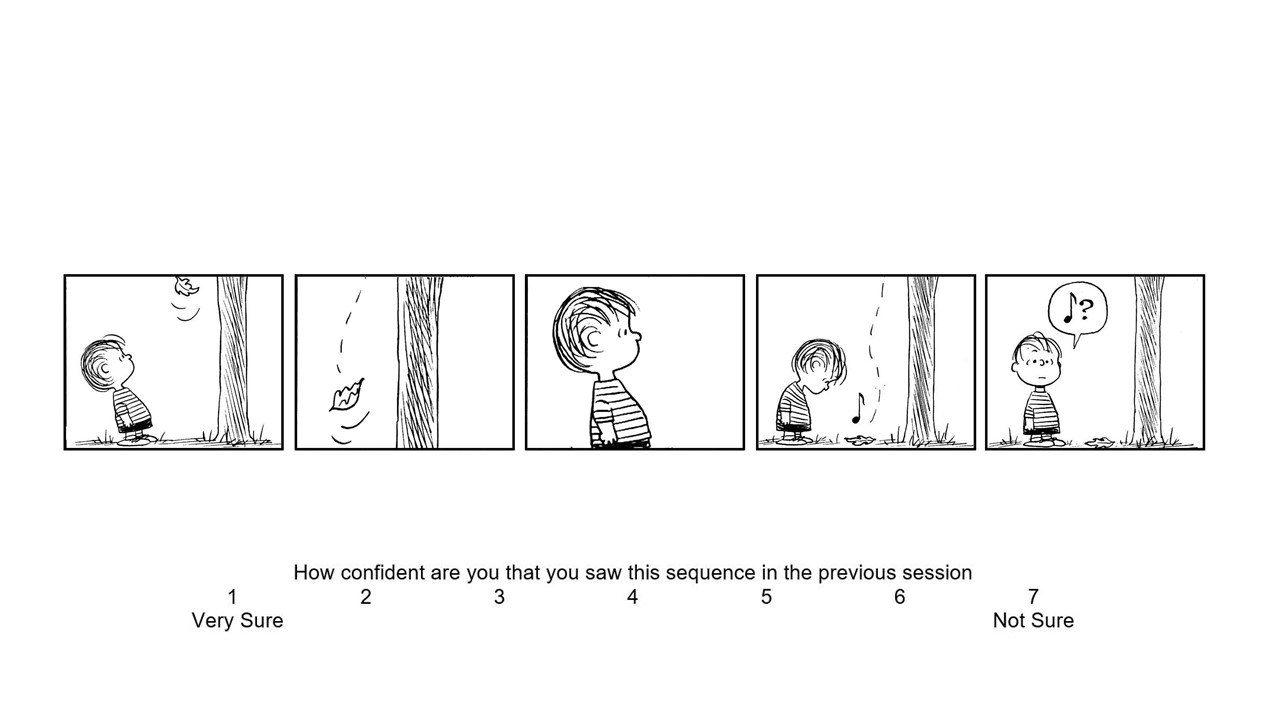 ♪?
How confident are you that you saw this sequence in the previous session
1 2 3 4 5 6 7
Very Sure Not Sure